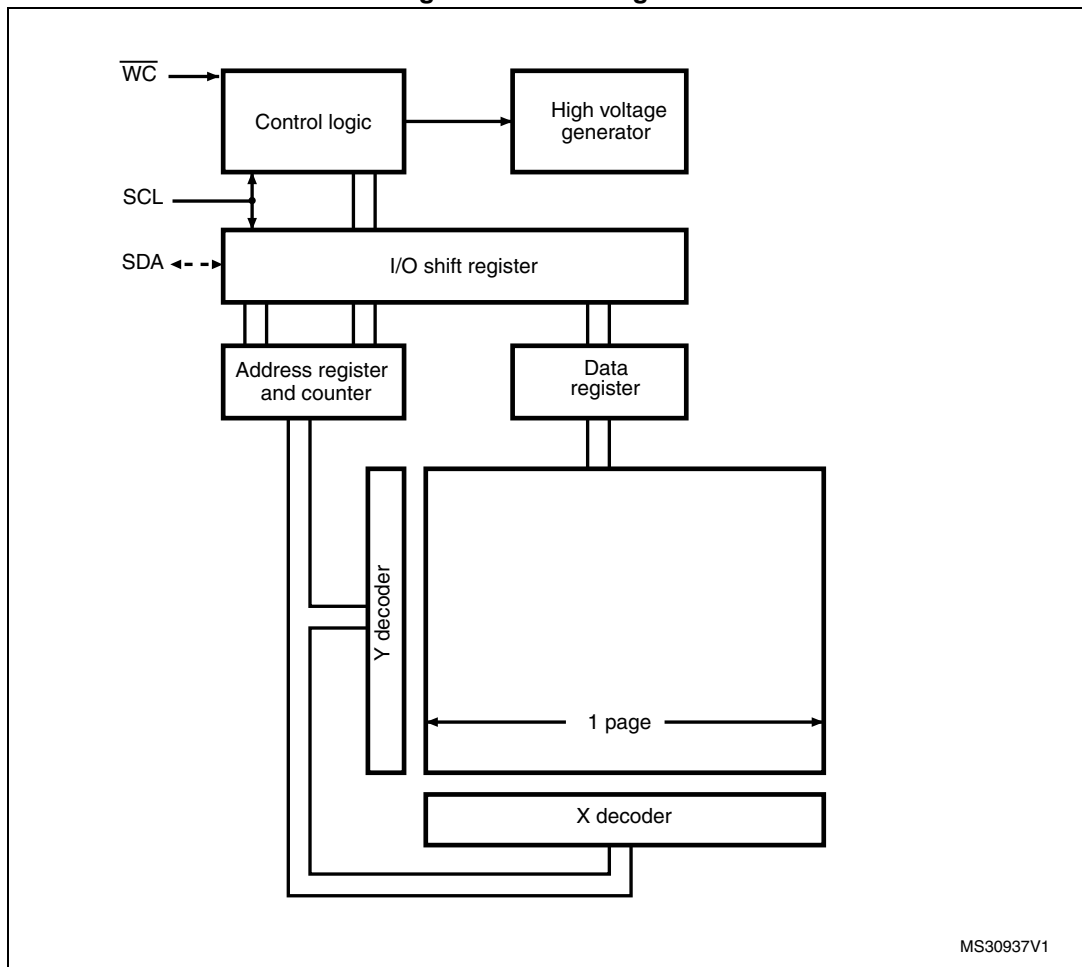 W̅C̅
Control logic
High voltage
generator
SCL
SDA
I/O shift register
Address register
and counter
Data
register
Y decoder
1 page
X decoder
MS30937V1